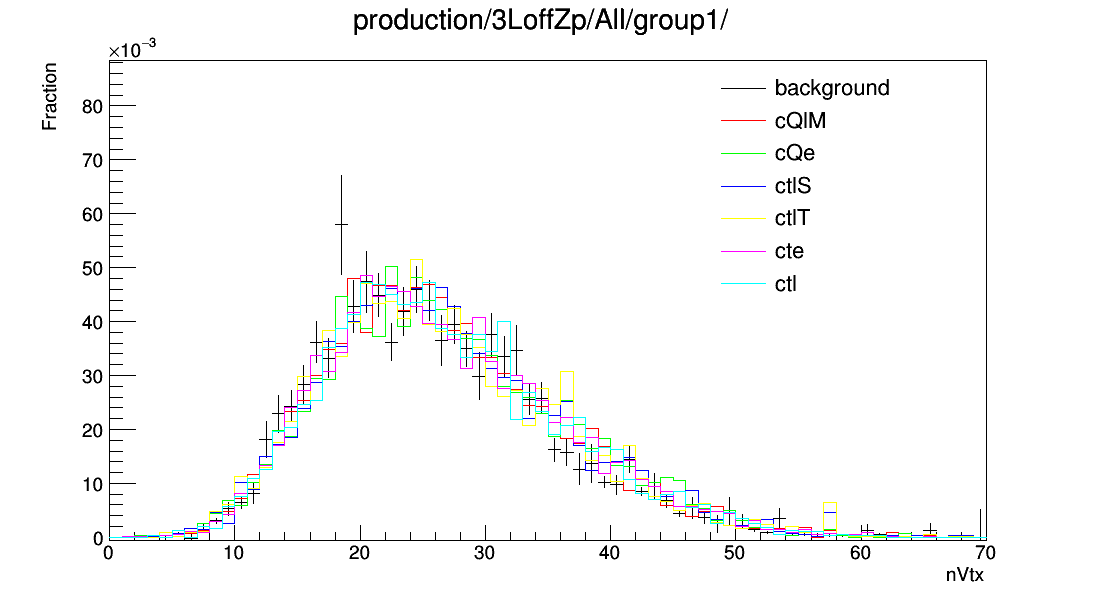 production/3LoffZp/All/group1/
×10⁻³
Fraction
80
70
60
50
40
30
20
10
0
background
cQlM
cQe
ctlS
ctlT
cte
ctl
0 10 20 30 40 50 60 70
nVtx